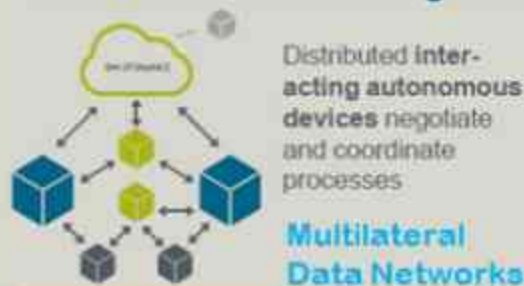 Distributed inter-
acting autonomous
devices negotiate
and coordinate
processes
Multilateral
Data Networks